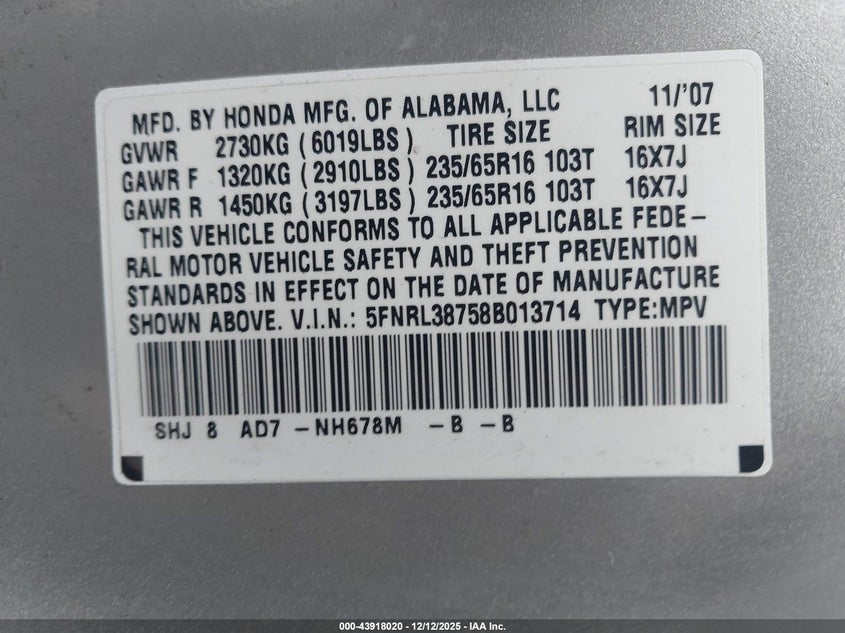 MFD. BY HONDA MFG. OF ALABAMA, LLC 11/'07
GVWR 2730KG ( 6019LBS ) TIRE SIZE RIM SIZE
GAWR F 1320KG ( 2910LBS ) 235/65R16 103T 16X7J
GAWR R 1450KG ( 3197LBS ) 235/65R16 103T 16X7J
THIS VEHICLE CONFORMS TO ALL APPLICABLE FEDE-
RAL MOTOR VEHICLE SAFETY AND THEFT PREVENTION
STANDARDS IN EFFECT ON THE DATE OF MANUFACTURE
SHOWN ABOVE. V.I.N.: 5FNRL38758B013714 TYPE:MPV
SHJ 8 AD7 -NH678M -B -B
000-43918020 - 12/12/2025 - IAA Inc.